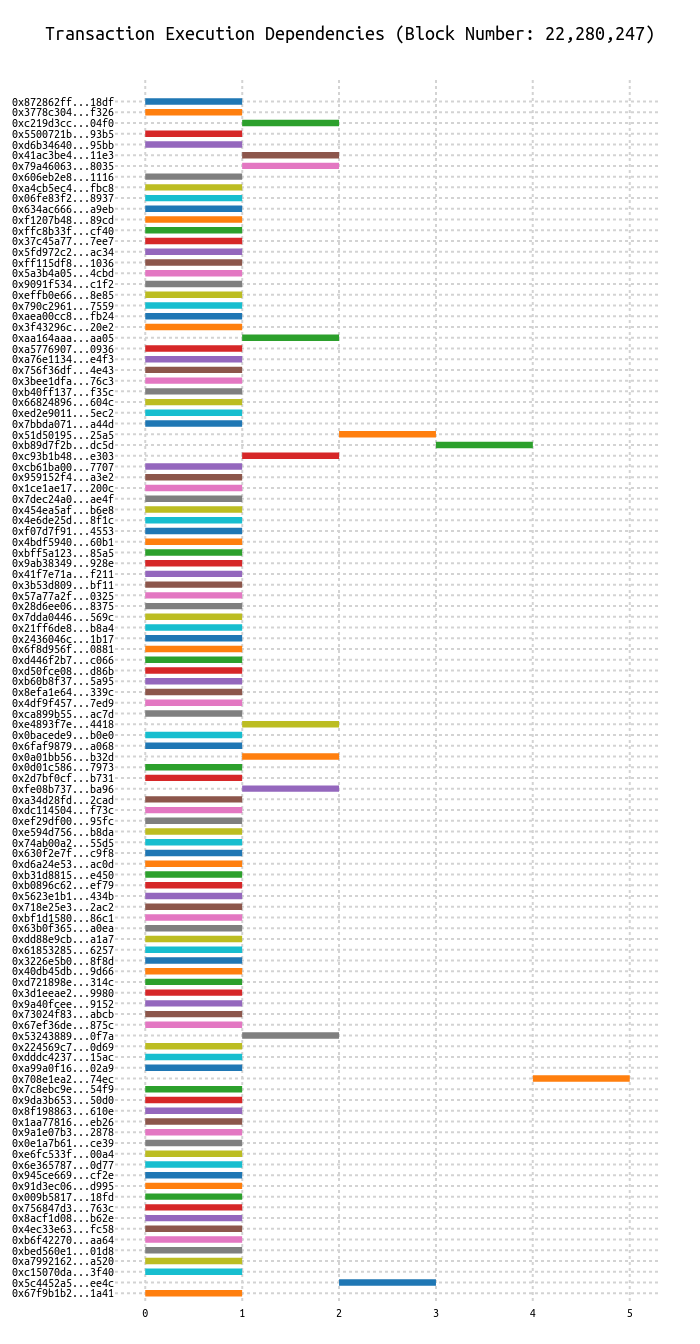 Transaction Execution Dependencies (Block Number: 22,280,247)
0x872862ff...18df
0x3778c304...f326
0xc219d3cc...04f0
0x5500721b...93b5
0xd6b34640...95bb
0x41ac3be4...11e3
0x79a46063...8035
0x606eb2e8...1116
0xa4cb5ec4...fbc8
0x06fe83f2...8937
0x634ac666...a9eb
0xf1207b48...89cd
0xffc8b33f...cf40
0x37c45a77...7ee7
0x5fd972c2...ac34
0xff115df8...1036
0x5a3b4a05...4cbd
0x9091f534...c1f2
0xeffb0e66...8e85
0x790c2961...7559
0xaea00cc8...fb24
0x3f43296c...20e2
0xaa164aaa...aa05
0xa5776907...0936
0xa76e1134...e4f3
0x756f36df...4e43
0x3bee1dfa...76c3
0xb40ff137...f35c
0x66824896...604c
0xed2e9011...5ec2
0x7bbda071...a44d
0x51d50195...25a5
0xb89d7f2b...dc5d
0xc93b1b48...e303
0xcb61ba00...7707
0x959152f4...a3e2
0x1ce1ae17...200c
0x7dec24a0...ae4f
0x454ea5af...b6e8
0x4e6de25d...8f1c
0xf07d7f91...4553
0x4bdf5940...60b1
0xbff5a123...85a5
0x9ab38349...928e
0x41f7e71a...f211
0x3b53d809...bf11
0x57a77a2f...0325
0x28d6ee06...8375
0x7dda0446...569c
0x21ff6de8...b8a4
0x2436046c...1b17
0x6f8d956f...0881
0xd446f2b7...c066
0xd50fce08...d86b
0xb60b8f37...5a95
0x8efa1e64...339c
0x4df9f457...7ed9
0xca899b55...ac7d
0xe4893f7e...4418
0x0bacede9...b0e0
0x6faf9879...a068
0x0a01bb56...b32d
0x0d01c586...7973
0x2d7bf0cf...b731
0xfe08b737...ba96
0xa34d28fd...2cad
0xdc114504...f73c
0xef29df00...95fc
0xe594d756...b8da
0x74ab00a2...55d5
0x630f2e7f...c9f8
0xd6a24e53...ac0d
0xb31d8815...e450
0xb0896c62...ef79
0x5623e1b1...434b
0x718e25e3...2ac2
0xbf1d1580...86c1
0x63b0f365...a0ea
0xdd88e9cb...a1a7
0x61853285...6257
0x3226e5b0...8f8d
0x40db45db...9d66
0xd721898e...314c
0x3d1eeae2...9980
0x9a40fcee...9152
0x73024f83...abcb
0x67ef36de...875c
0x53243889...0f7a
0x224569c7...0d69
0xdddc4237...15ac
0xa99a0f16...02a9
0x708e1ea2...74ec
0x7c8ebc9e...54f9
0x9da3b653...50d0
0x8f198863...610e
0x1aa77816...eb26
0x9a1e07b3...2878
0x0e1a7b61...ce39
0xe6fc533f...00a4
0x6e365787...0d77
0x945ce669...cf2e
0x91d3ec06...d995
0x009b5817...18fd
0x756847d3...763c
0x8acf1d08...b62e
0x4ec33e63...fc58
0xb6f42270...aa64
0xbed560e1...01d8
0xa7992162...a520
0xc15070da...3f40
0x5c4452a5...ee4c
0x67f9b1b2...1a41
0 1 2 3 4 5